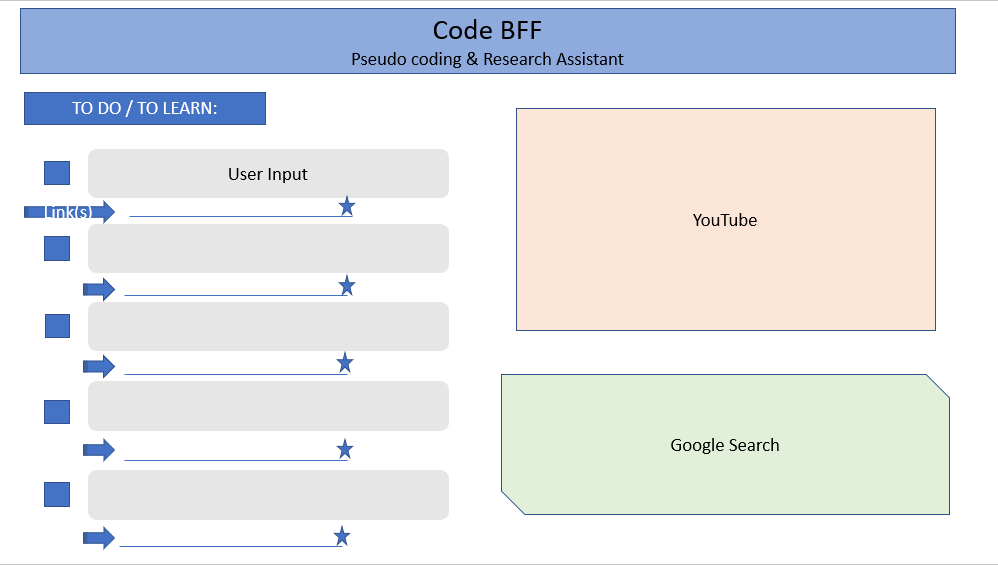 Code BFF
Pseudo coding & Research Assistant
TO DO / TO LEARN:
User Input
Link(s)
YouTube
Google Search